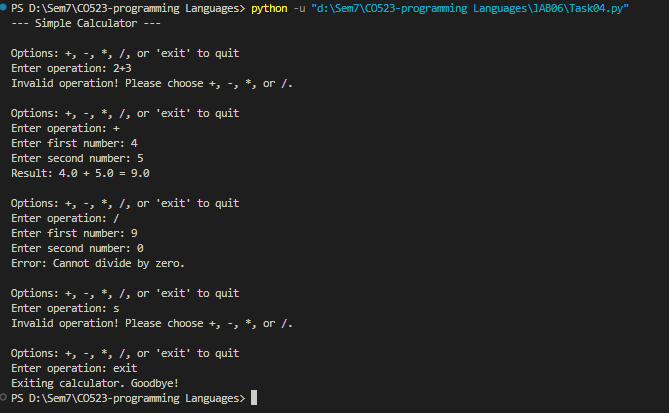 PS D:\Sem7\CO523-programming Languages> python -u "d:\Sem7\CO523-programming Languages\lAB06\Task04.py"
--- Simple Calculator ---
Options: +, -, *, /, or 'exit' to quit
Enter operation: 2+3
Invalid operation! Please choose +, -, *, or /.
Options: +, -, *, /, or 'exit' to quit
Enter operation: +
Enter first number: 4
Enter second number: 5
Result: 4.0 + 5.0 = 9.0
Options: +, -, *, /, or 'exit' to quit
Enter operation: /
Enter first number: 9
Enter second number: 0
Error: Cannot divide by zero.
Options: +, -, *, /, or 'exit' to quit
Enter operation: s
Invalid operation! Please choose +, -, *, or /.
Options: +, -, *, /, or 'exit' to quit
Enter operation: exit
Exiting calculator. Goodbye!
PS D:\Sem7\CO523-programming Languages>